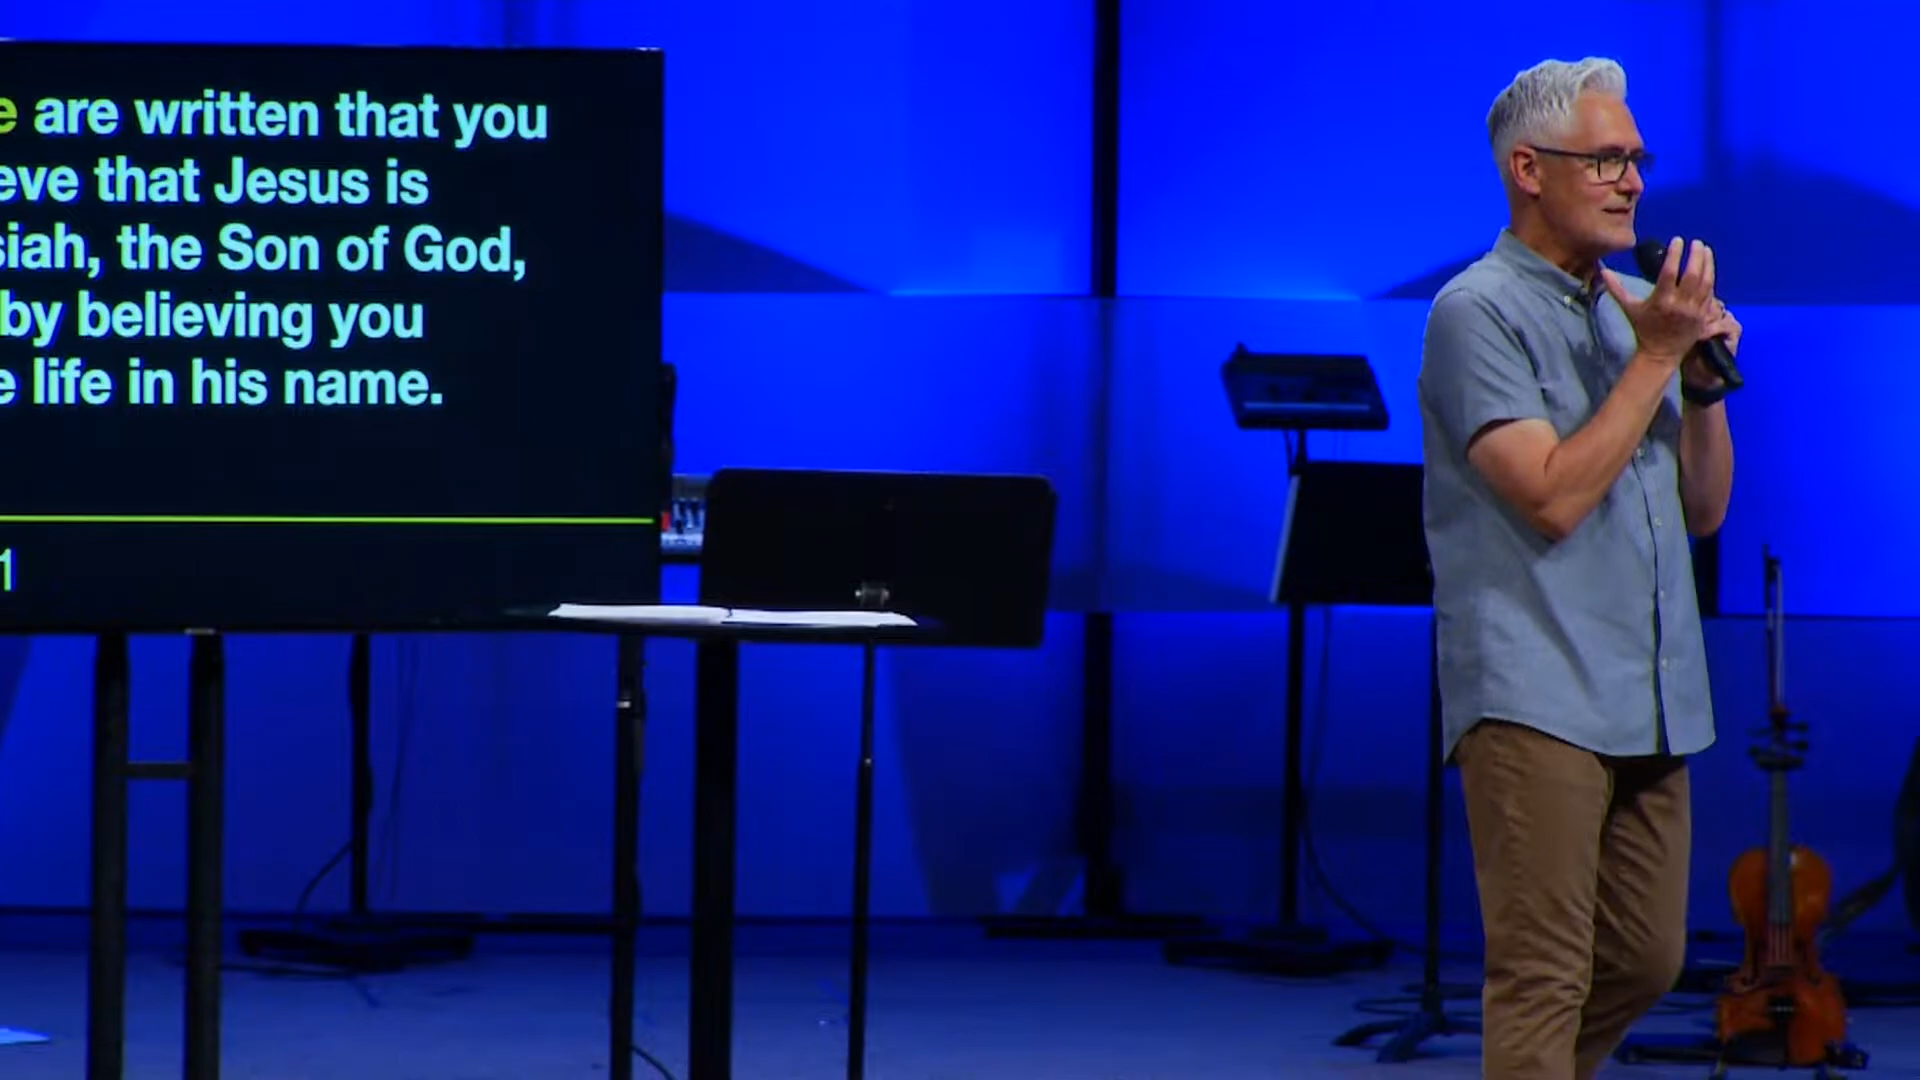 e are written that you
eve that Jesus is
siah, the Son of God,
by believing you
e life in his name.
1